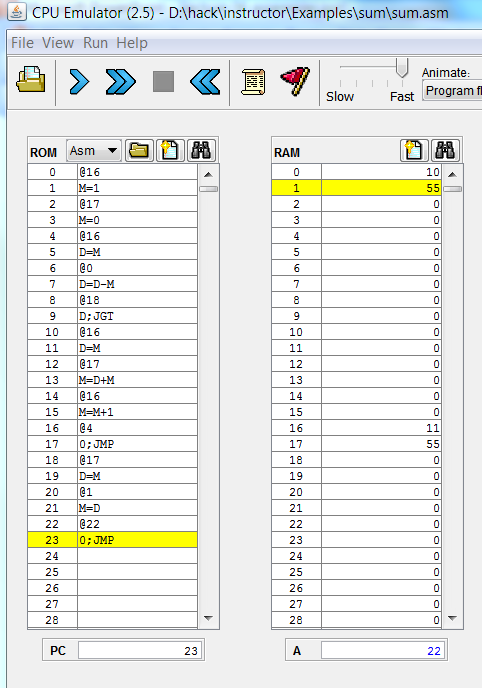 CPU Emulator (2.5) - D:\hack\instructor\Examples\sum\sum.asm
File View Run Help
Animate:
Slow Fast Program fl
ROM Asm RAM
0 @16 0 10
1 M=1 1 55
2 @17 2 0
3 M=0 3 0
4 @16 4 0
5 D=M 5 0
6 @0 6 0
7 D=D-M 7 0
8 @18 8 0
9 D;JGT 9 0
10 @16 10 0
11 D=M 11 0
12 @17 12 0
13 M=D+M 13 0
14 @16 14 0
15 M=M+1 15 0
16 @4 16 11
17 0;JMP 17 55
18 @17 18 0
19 D=M 19 0
20 @1 20 0
21 M=D 21 0
22 @22 22 0
23 0;JMP 23 0
24 24 0
25 25 0
26 26 0
27 27 0
28 28 0
PC 23 A 22